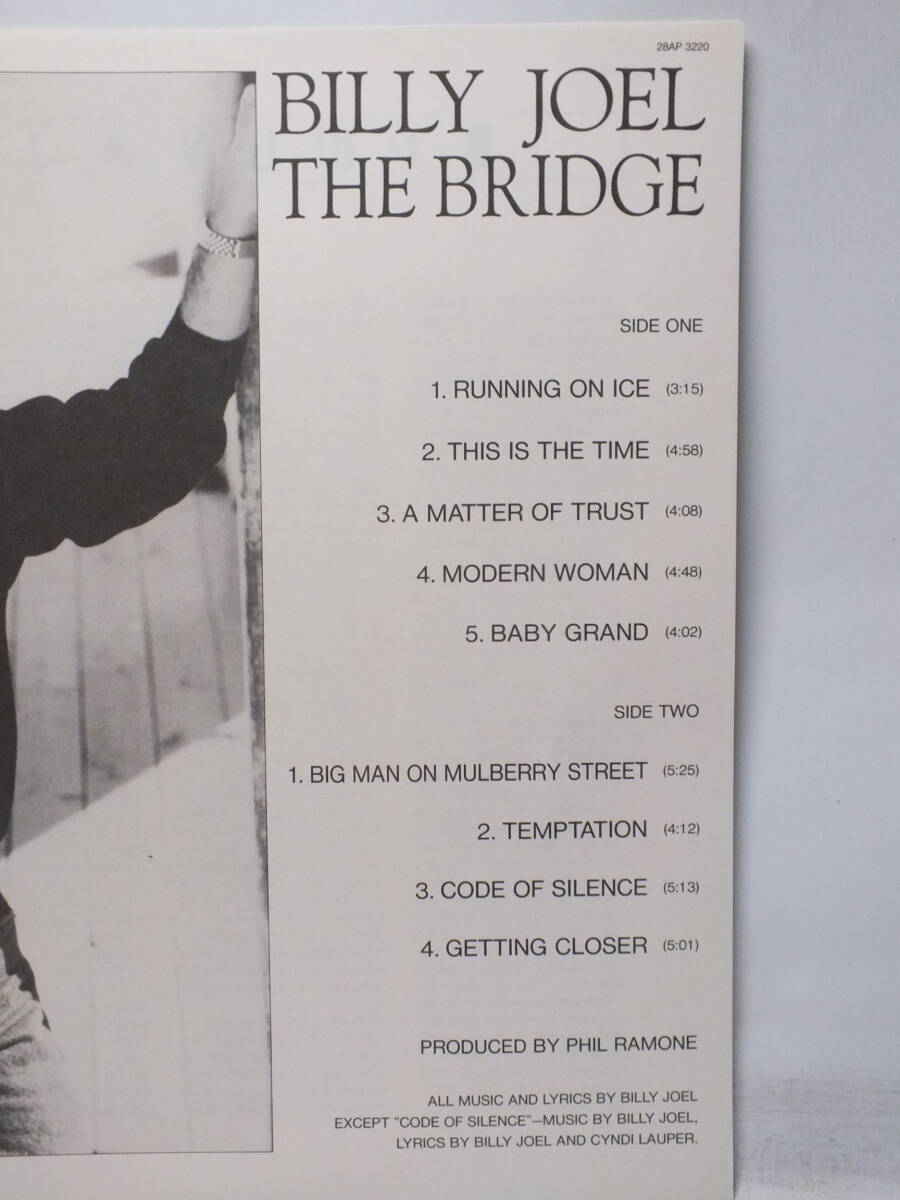 28AP 3220
BILLY JOEL
THE BRIDGE
SIDE ONE
1. RUNNING ON ICE (3:15)
2. THIS IS THE TIME (4:58)
3. A MATTER OF TRUST (4:08)
4. MODERN WOMAN (4:48)
5. BABY GRAND (4:02)
SIDE TWO
1. BIG MAN ON MULBERRY STREET (5:25)
2. TEMPTATION (4:12)
3. CODE OF SILENCE (5:13)
4. GETTING CLOSER (5:01)
PRODUCED BY PHIL RAMONE
ALL MUSIC AND LYRICS BY BILLY JOEL
EXCEPT "CODE OF SILENCE"—MUSIC BY BILLY JOEL,
LYRICS BY BILLY JOEL AND CYNDI LAUPER.